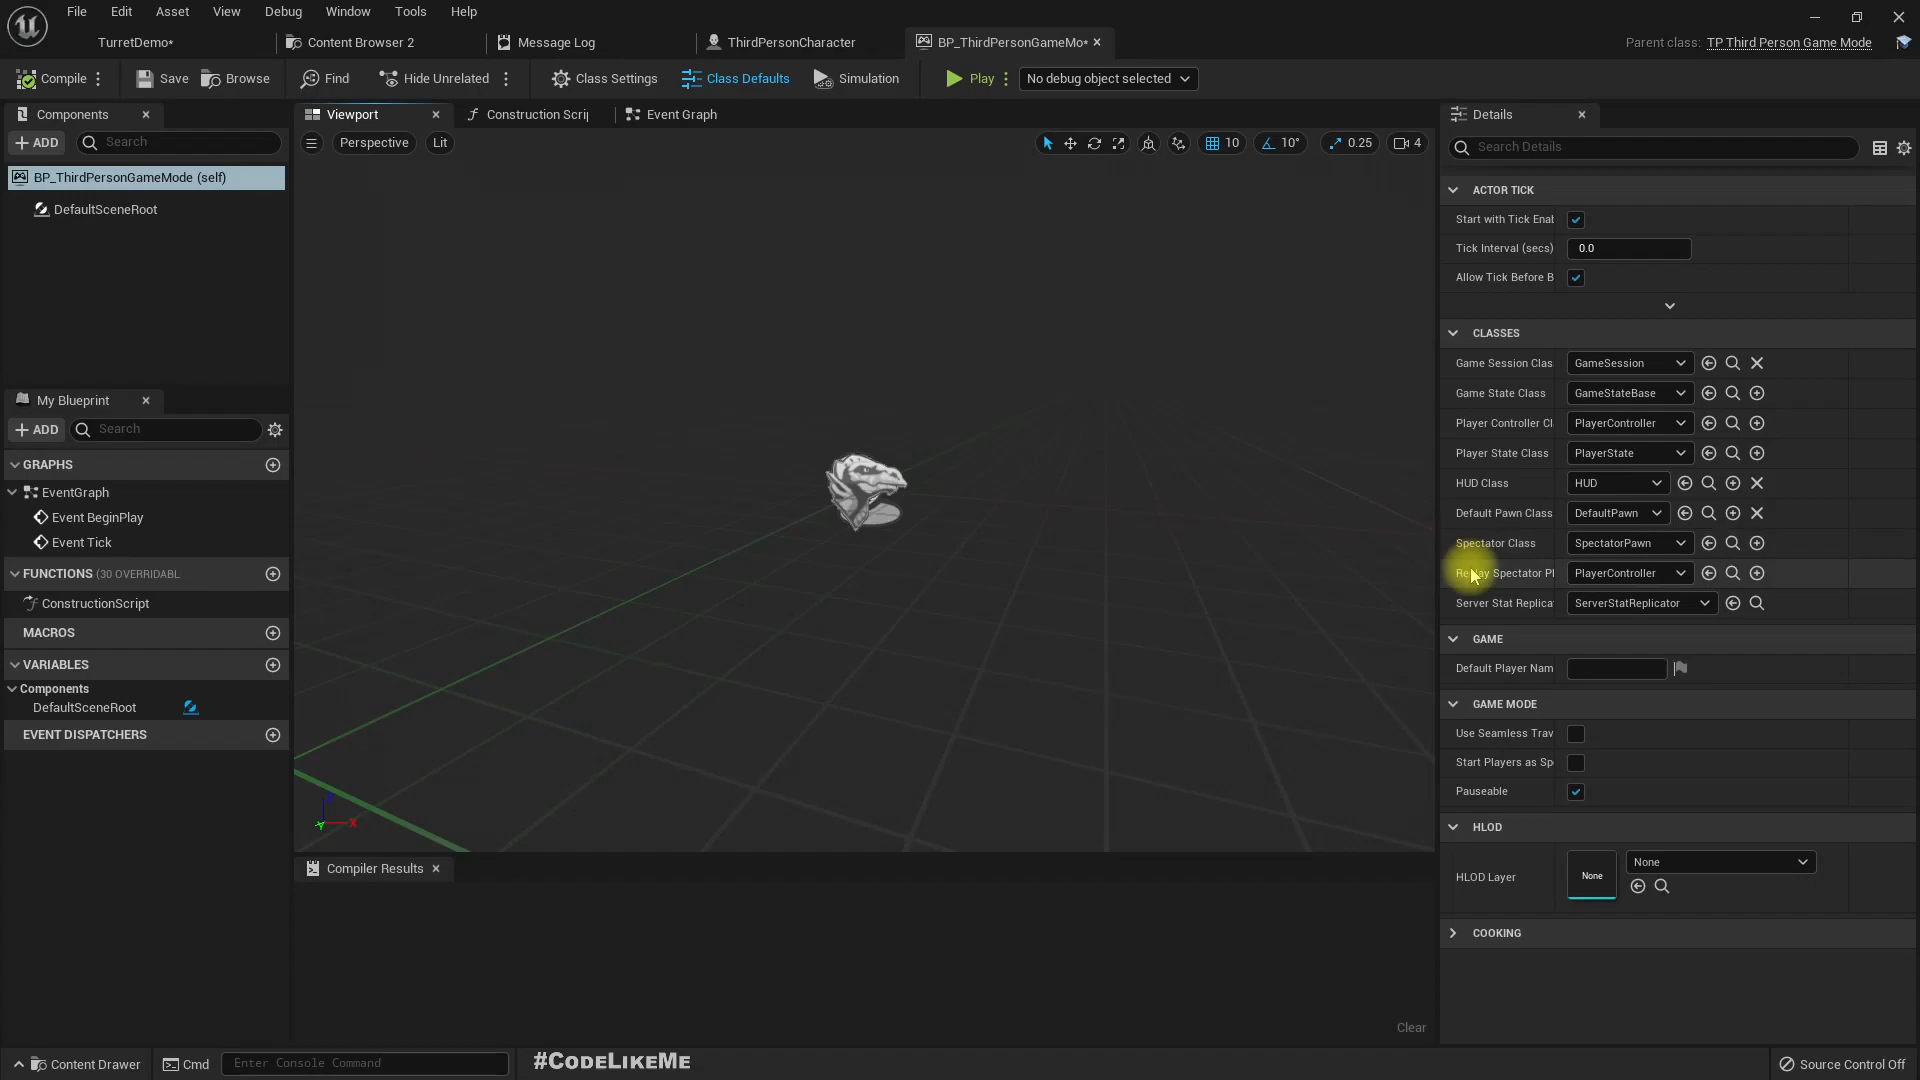 File Edit Asset View Debug Window Tools Help
TurretDemo* Content Browser 2 Message Log ThirdPersonCharacter BP_ThirdPersonGameMo* Parent class: TP Third Person Game Mode
Compile Save Browse Find Hide Unrelated Class Settings Class Defaults Simulation Play No debug object selected
Components Viewport Construction Scrip Event Graph Details
ADD Search Perspective Lit 10 10° 0.25 4 Search Details
BP_ThirdPersonGameMode (self)
DefaultSceneRoot
My Blueprint
ADD Search
GRAPHS
EventGraph
Event BeginPlay
Event Tick
FUNCTIONS (30 OVERRIDABL
ConstructionScript
MACROS
VARIABLES
Components
DefaultSceneRoot
EVENT DISPATCHERS
Z
Y X
Compiler Results
Clear
ACTOR TICK
Start with Tick Enab
Tick Interval (secs) 0.0
Allow Tick Before B
CLASSES
Game Session Clas GameSession
Game State Class GameStateBase
Player Controller Cl PlayerController
Player State Class PlayerState
HUD Class HUD
Default Pawn Class DefaultPawn
Spectator Class SpectatorPawn
Replay Spectator Pl PlayerController
Server Stat Replica ServerStatReplicator
GAME
Default Player Nam
GAME MODE
Use Seamless Trav
Start Players as Sp
Pauseable
HLOD
HLOD Layer None None
COOKING
Content Drawer Cmd Enter Console Command #CODELIKEME Source Control Off